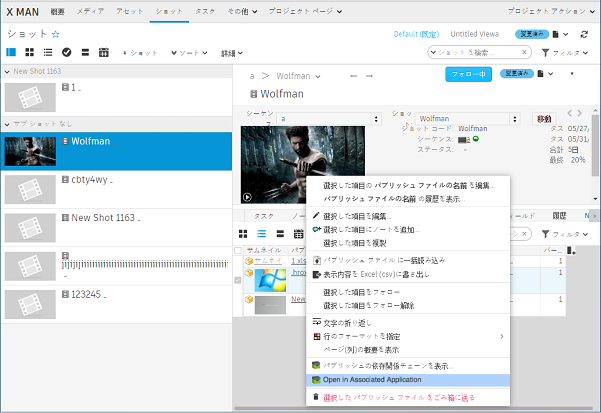 X MAN 概要 メディア アセット ショット タスク その他 プロジェクト ページ プロジェクト アクション
ショット Default (既定) Untitled Viewa 変更済み
+ ショット ソート 詳細 ショット を検索... フィルタ
New Shot 1163
1
サブ ショット なし
Wolfman
cbty4wy
New Shot 1163
123245
a > Wolfman フォロー中 変更済み
Wolfman
シーケンス: a ショット: Wolfman 移動
ショット コード: Wolfman
シーケンス: a
ステータス: -
タス 05/27/
タス 05/31/
合計 5日
最終 20%
タスク ノー ィールド 履歴
フィルタ
サムネイル パブ バー...
サムネイ 1.xls 1
.hrox 1
New 1
選択した項目の パブリッシュ ファイルの名前 を編集...
パブリッシュ ファイルの名前 の履歴を表示...
選択した項目を編集...
選択した項目にノートを追加...
選択した項目を複製
パブリッシュ ファイル に一括読み込み
表示内容を Excel (csv)に書き出し
選択した項目をフォロー
選択した項目をフォロー解除
文字の折り返し
行のフォーマットを指定
ページ(列)の概要を表示
パブリッシュの依存関係チェーンを表示...
Open in Associated Application
選択した パブリッシュ ファイル をごみ箱に送る